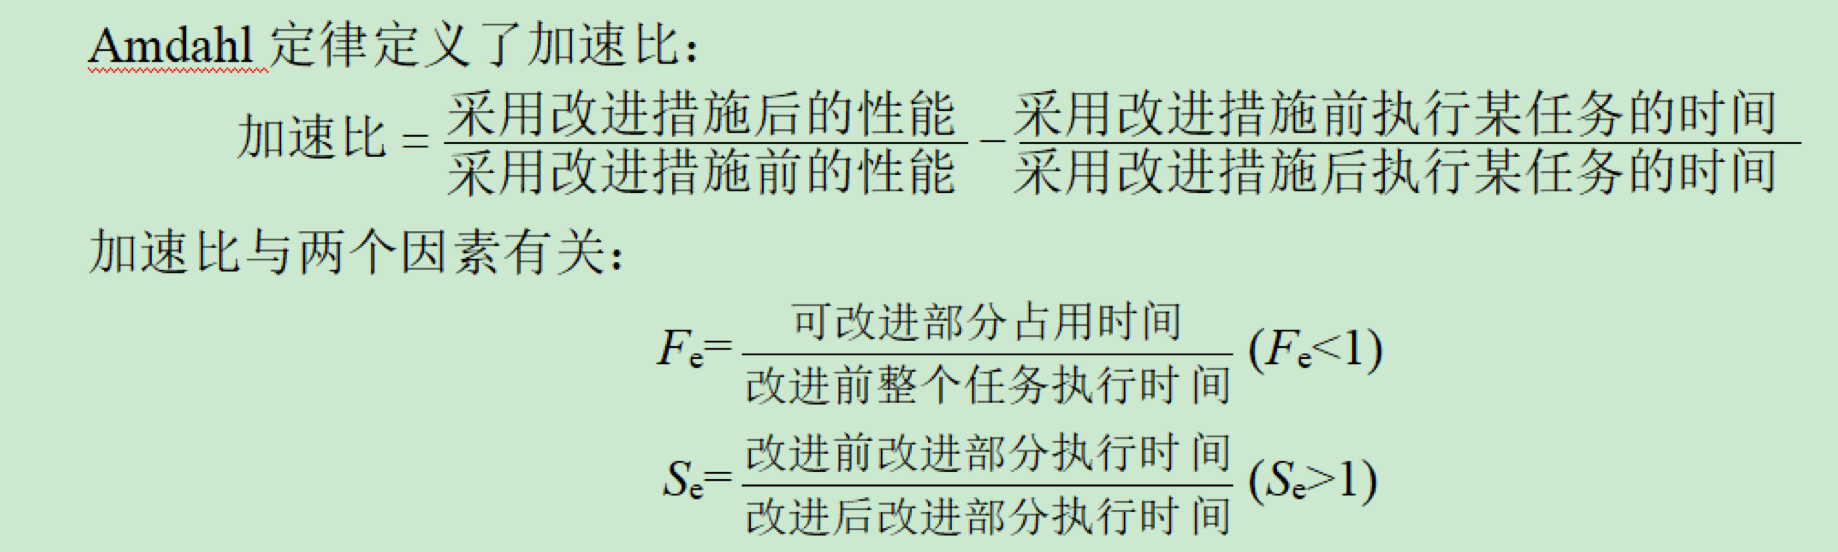 Amdahl 定律定义了加速比：
加速比 = 采用改进措施后的性能 / 采用改进措施前的性能 − 采用改进措施前执行某任务的时间 / 采用改进措施后执行某任务的时间
加速比与两个因素有关：
Fe= 可改进部分占用时间 / 改进前整个任务执行时 间 (Fe<1)
Se= 改进前改进部分执行时 间 / 改进后改进部分执行时 间 (Se>1)